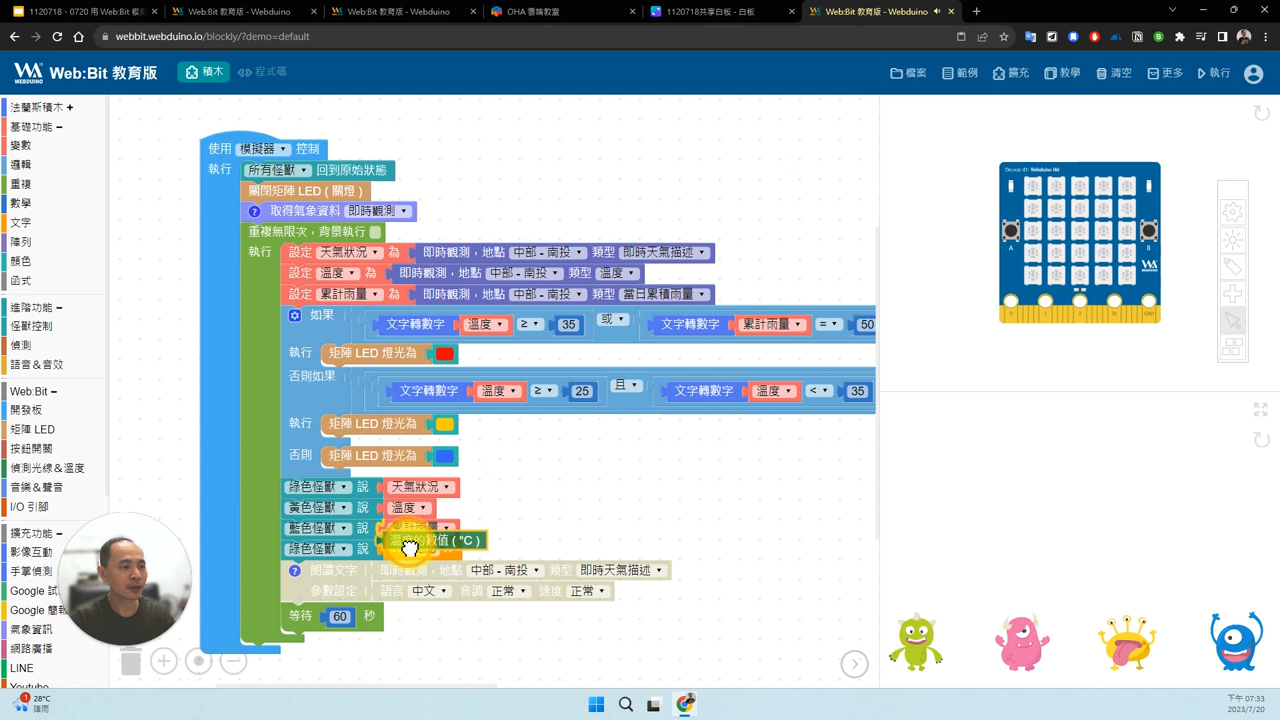 1120718 - 0720 用 Web:Bit 模
Web:Bit 教育版 - Webduino
Web:Bit 教育版 - Webduino
OHA 雲端教室
1120718共享白板 - 白板
Web:Bit 教育版 - Webduino
webbit.webduino.io/blockly/?demo=default
WEBDUINO
Web:Bit 教育版
積木
程式碼
檔案
範例
擴充
教學
清空
更多
執行
法蘭斯積木
基礎功能
變數
邏輯
重複
數學
文字
陣列
顏色
函式
進階功能
怪獸控制
偵測
語音＆音效
Web:Bit
開發板
矩陣 LED
按鈕開關
偵測光線＆溫度
音樂＆聲音
I/O 引腳
擴充功能
影像互動
手掌偵測
Google 試
Google 簡報
氣象資訊
網路廣播
LINE
Youtube
使用 模擬器 控制
執行 所有怪獸 回到原始狀態
關閉矩陣 LED ( 關燈 )
取得氣象資料 即時觀測
重複無限次，背景執行
執行 設定 天氣狀況 為 即時觀測，地點 中部 - 南投 類型 即時天氣描述
設定 溫度 為 即時觀測，地點 中部 - 南投 類型 溫度
設定 累計雨量 為 即時觀測，地點 中部 - 南投 類型 當日累積雨量
如果 文字轉數字 溫度 ≥ 35 或 文字轉數字 累計雨量 = 50
執行 矩陣 LED 燈光為
否則如果 文字轉數字 溫度 ≥ 25 且 文字轉數字 溫度 < 35
執行 矩陣 LED 燈光為
否則 矩陣 LED 燈光為
綠色怪獸 說 天氣狀況
黃色怪獸 說 溫度
藍色怪獸 說 累計雨量
溫度的數值 ( °C )
綠色怪獸 說
朗讀文字 即時觀測，地點 中部 - 南投 類型 即時天氣描述
參數設定 語言 中文 音調 正常 速度 正常
等待 60 秒
Device ID: Webduino Bit
A
B
28°C
陣雨
下午 07:33
2023/7/20